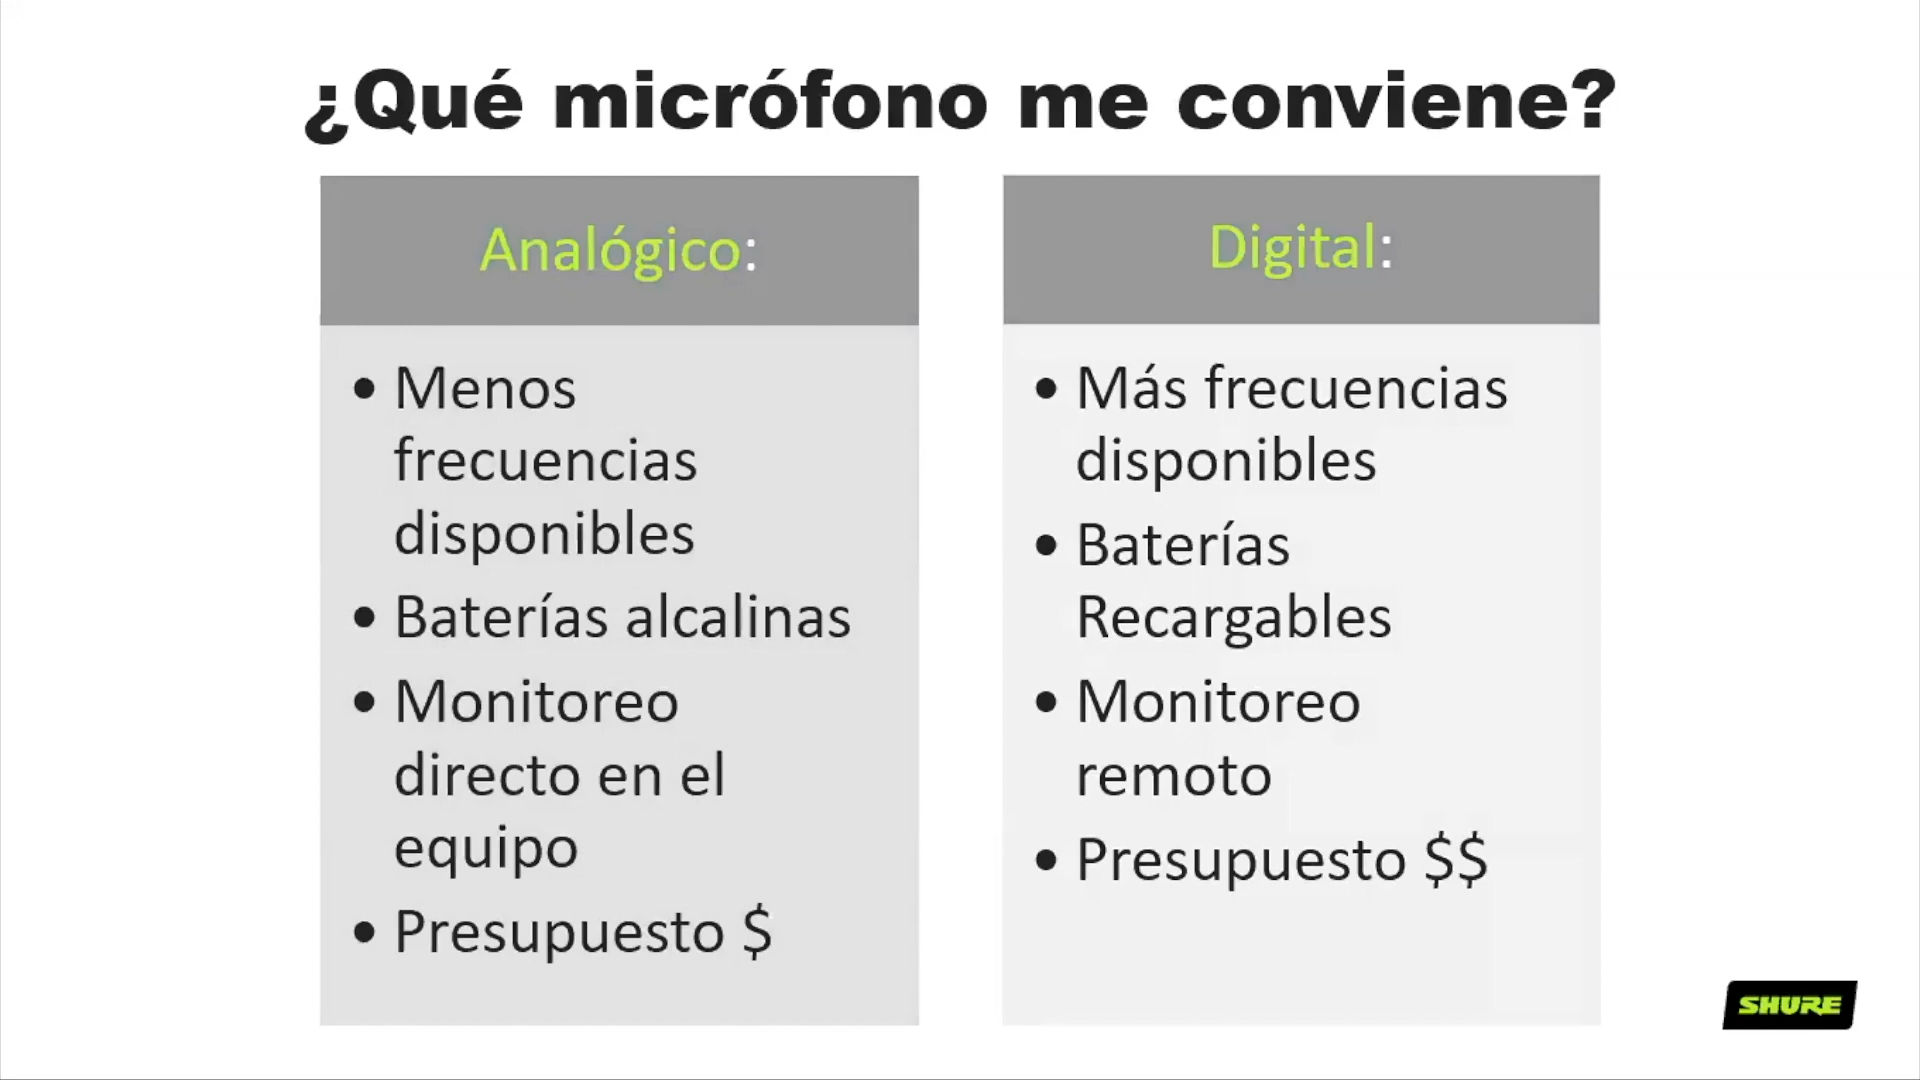 ¿Qué micrófono me conviene?
Analógico:
• Menos
frecuencias
disponibles
• Baterías alcalinas
• Monitoreo
directo en el
equipo
• Presupuesto $
Digital:
• Más frecuencias
disponibles
• Baterías
Recargables
• Monitoreo
remoto
• Presupuesto $$
SHURE